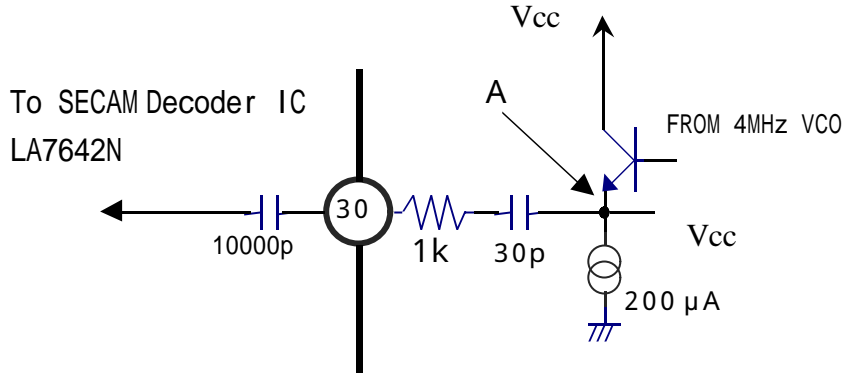 Vcc
To SECAM Decoder IC
LA7642N
A
FROM 4MHz VCO
30
10000p
1k
30p
Vcc
200 µA